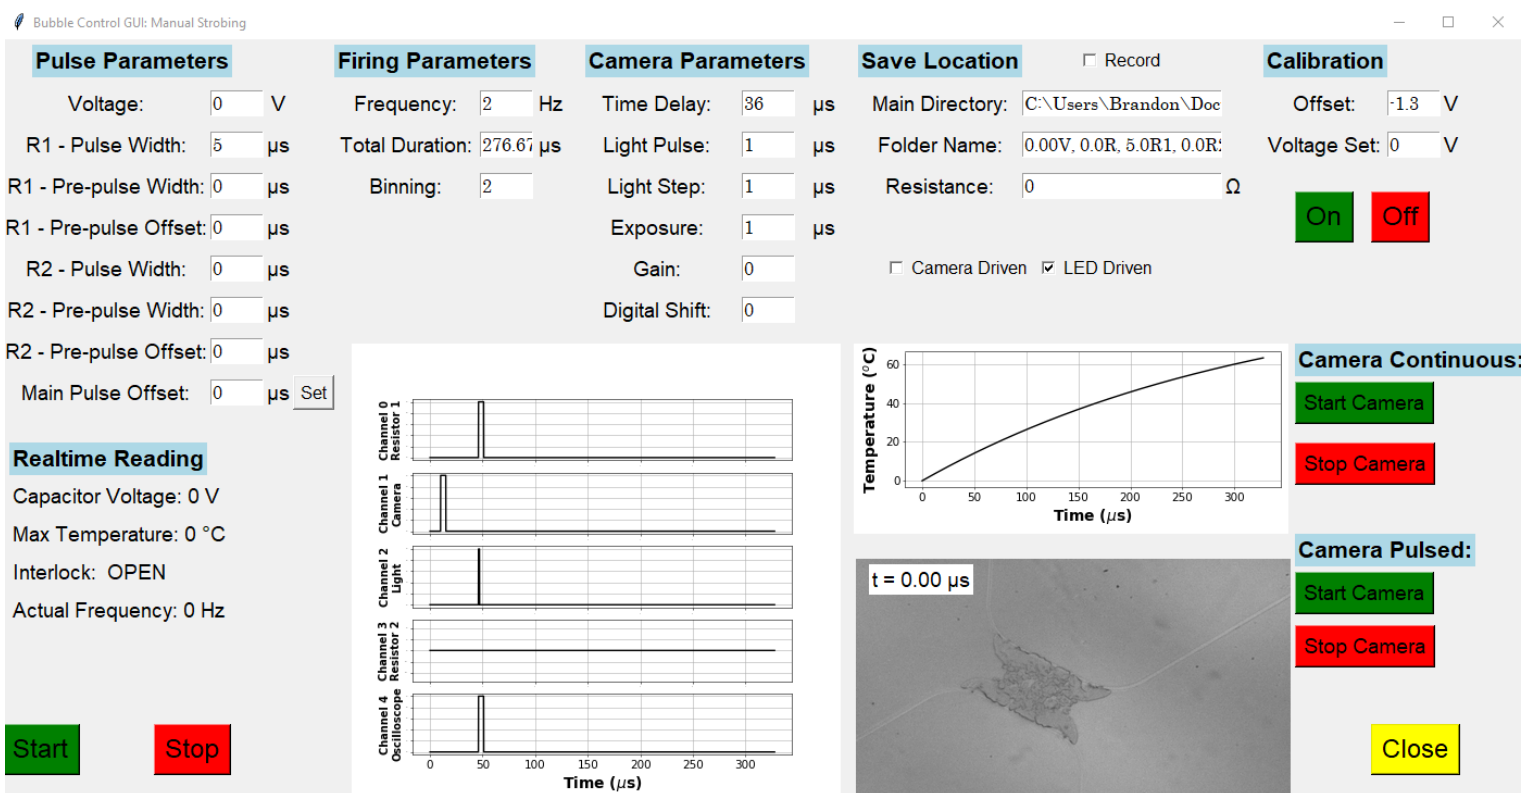 Bubble Control GUI: Manual Strobing
Pulse Parameters
Voltage: 0 V
R1 - Pulse Width: 5 µs
R1 - Pre-pulse Width: 0 µs
R1 - Pre-pulse Offset: 0 µs
R2 - Pulse Width: 0 µs
R2 - Pre-pulse Width: 0 µs
R2 - Pre-pulse Offset: 0 µs
Main Pulse Offset: 0 µs Set
Firing Parameters
Frequency: 2 Hz
Total Duration: 276.67 µs
Binning: 2
Camera Parameters
Time Delay: 36 µs
Light Pulse: 1 µs
Light Step: 1 µs
Exposure: 1 µs
Gain: 0
Digital Shift: 0
Save Location Record
Main Directory: C:\Users\Brandon\Doc
Folder Name: 0.00V, 0.0R, 5.0R1, 0.0R2
Resistance: 0 Ω
Camera Driven LED Driven
Calibration
Offset: -1.3 V
Voltage Set: 0 V
On Off
Realtime Reading
Capacitor Voltage: 0 V
Max Temperature: 0 °C
Interlock: OPEN
Actual Frequency: 0 Hz
Start Stop
Channel 0
Resistor 1
Channel 1
Camera
Channel 2
Light
Channel 3
Resistor 2
Channel 4
Oscilloscope
0 50 100 150 200 250 300
Time (µs)
Temperature (°C)
60
40
20
0
0 50 100 150 200 250 300
Time (µs)
t = 0.00 µs
Camera Continuous:
Start Camera
Stop Camera
Camera Pulsed:
Start Camera
Stop Camera
Close